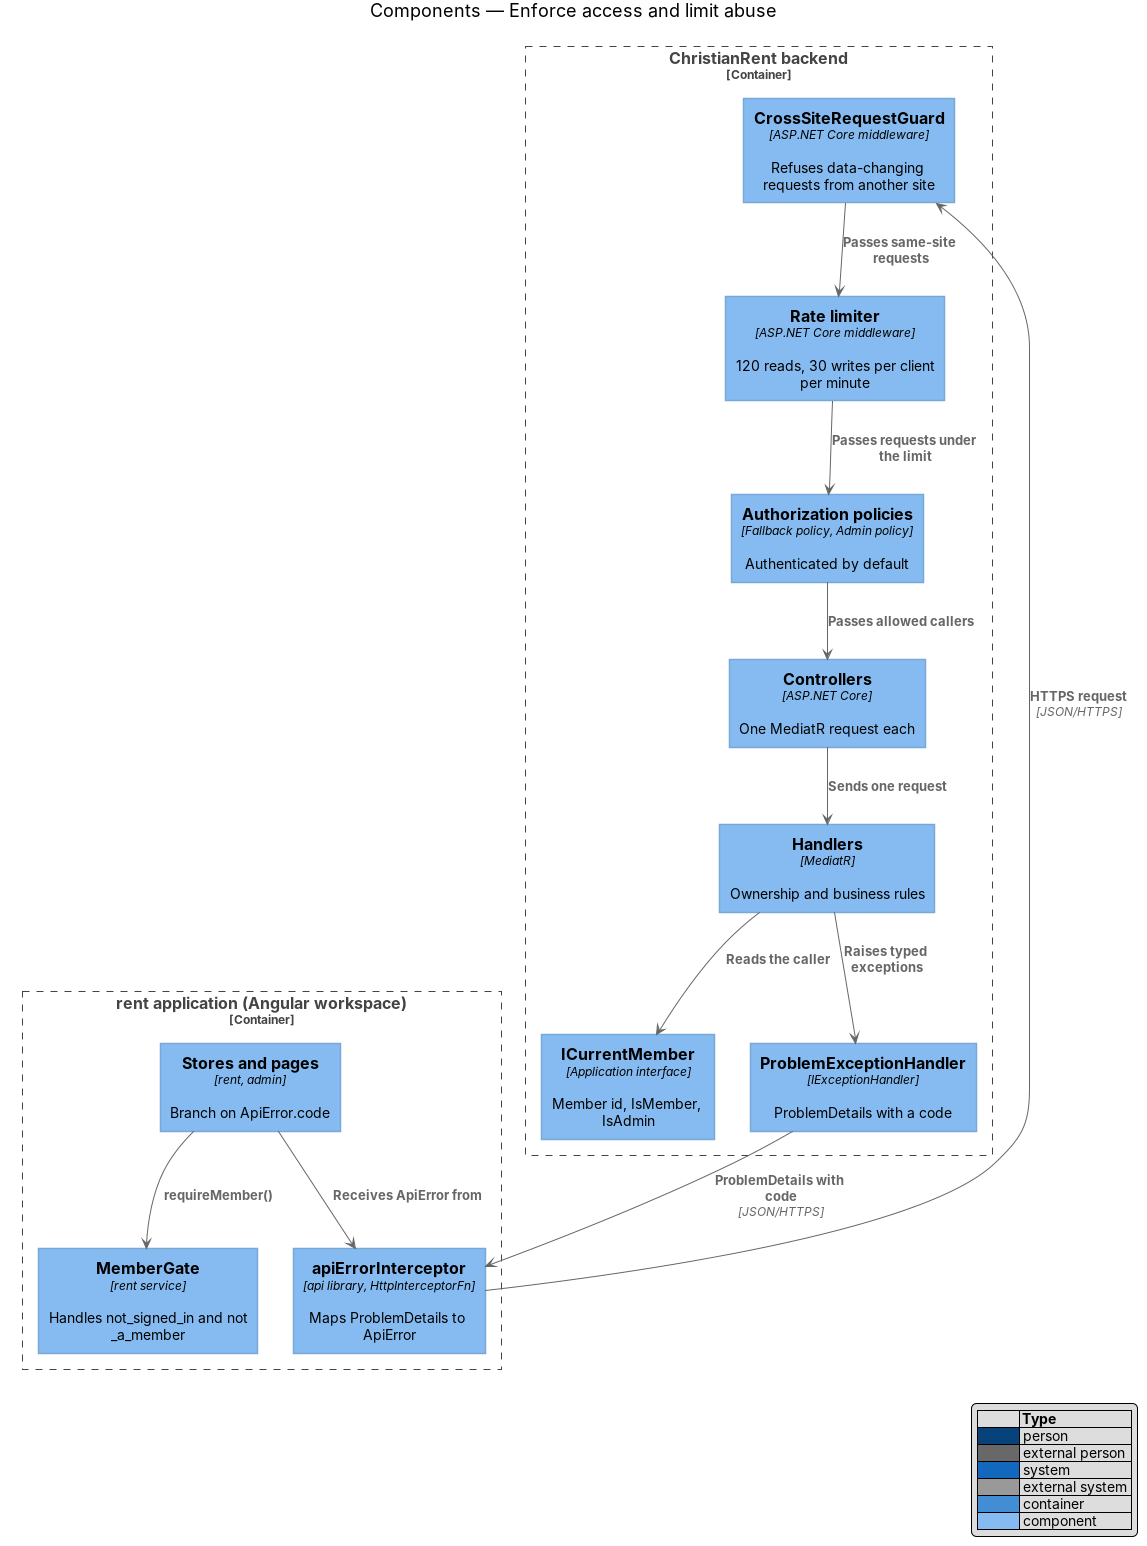 Components — Enforce access and limit abuse
ChristianRent backend
[Container]
CrossSiteRequestGuard
[ASP.NET Core middleware]
Refuses data-changing
requests from another site
Passes same-site
requests
Rate limiter
[ASP.NET Core middleware]
120 reads, 30 writes per client
per minute
Passes requests under
the limit
Authorization policies
[Fallback policy, Admin policy]
Authenticated by default
Passes allowed callers
Controllers
[ASP.NET Core]
One MediatR request each
HTTPS request
[JSON/HTTPS]
Sends one request
Handlers
[MediatR]
Ownership and business rules
Reads the caller
Raises typed
exceptions
ICurrentMember
[Application interface]
Member id, IsMember,
IsAdmin
ProblemExceptionHandler
[IExceptionHandler]
ProblemDetails with a code
rent application (Angular workspace)
[Container]
Stores and pages
[rent, admin]
Branch on ApiError.code
requireMember()
Receives ApiError from
ProblemDetails with
code
[JSON/HTTPS]
MemberGate
[rent service]
Handles not_signed_in and not
_a_member
apiErrorInterceptor
[api library, HttpInterceptorFn]
Maps ProblemDetails to
ApiError
Type
person
external person
system
external system
container
component